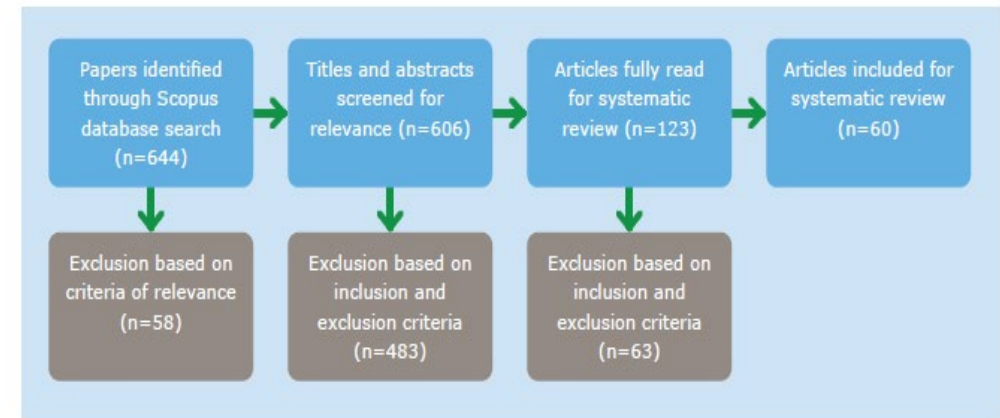 Papers identified
through Scopus
database search
(n=644)
Titles and abstracts
screened for
relevance (n=606)
Articles fully read
for systematic
review (n=123)
Articles included for
systematic review
(n=60)
Exclusion based on
criteria of relevance
(n=58)
Exclusion based on
inclusion and
exclusion criteria
(n=483)
Exclusion based on
inclusion and
exclusion criteria
(n=63)